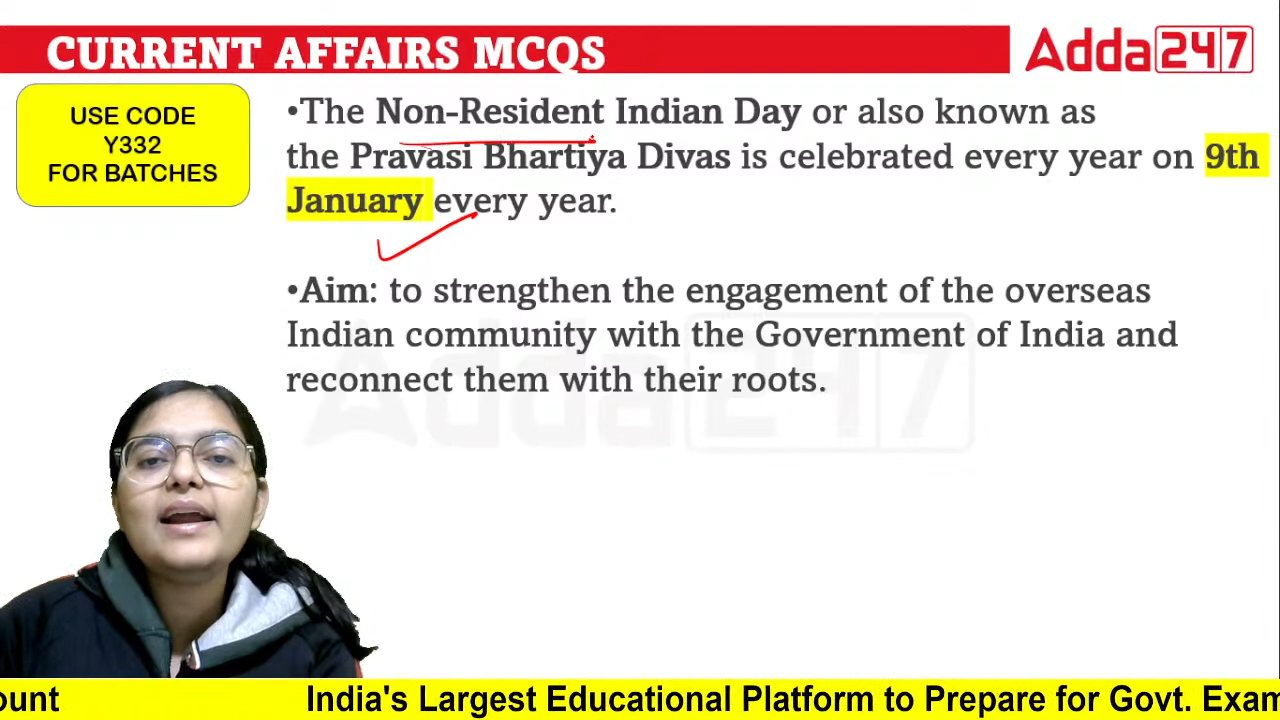 CURRENT AFFAIRS MCQS
Adda247
USE CODE
Y332
FOR BATCHES
•The Non-Resident Indian Day or also known as
the Pravasi Bhartiya Divas is celebrated every year on 9th
January every year.
•Aim: to strengthen the engagement of the overseas
Indian community with the Government of India and
reconnect them with their roots.
Adda247
ount India's Largest Educational Platform to Prepare for Govt. Exam